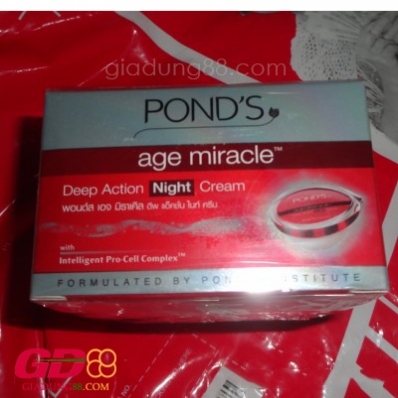 giadung88.com
POND'S
age miracle™
Deep Action Night Cream
พอนด์ส เอจ มิราเคิล ดีพ แอ็คชั่น ไนท์ ครีม
with
Intelligent Pro-Cell Complex™
FORMULATED BY POND'S INSTITUTE
GD88
GIADUNG88.COM